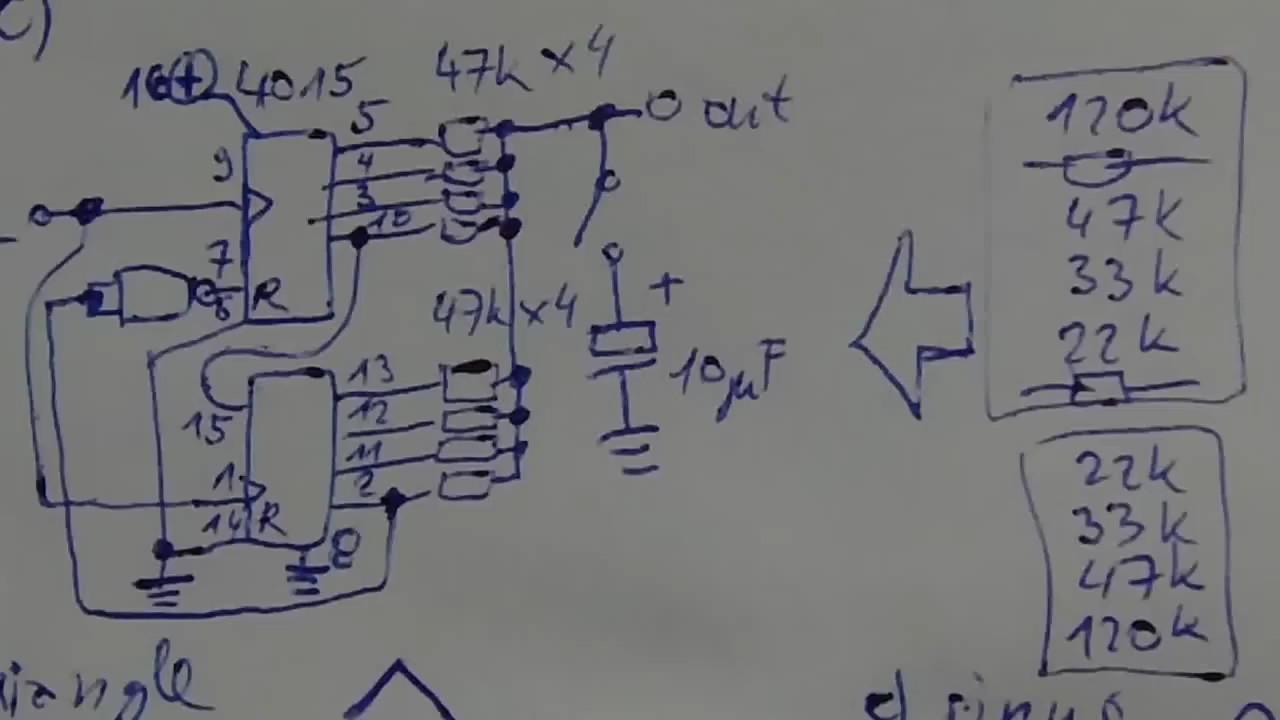 c)
16 + 4015
47k x4
5
out
9
4
3
10
7
6
R
47k x4
+
10µF
13
15
12
11
1
2
14 R
8
120k
47k
33k
22k
22k
33k
47k
120k
iangle
d) sinus